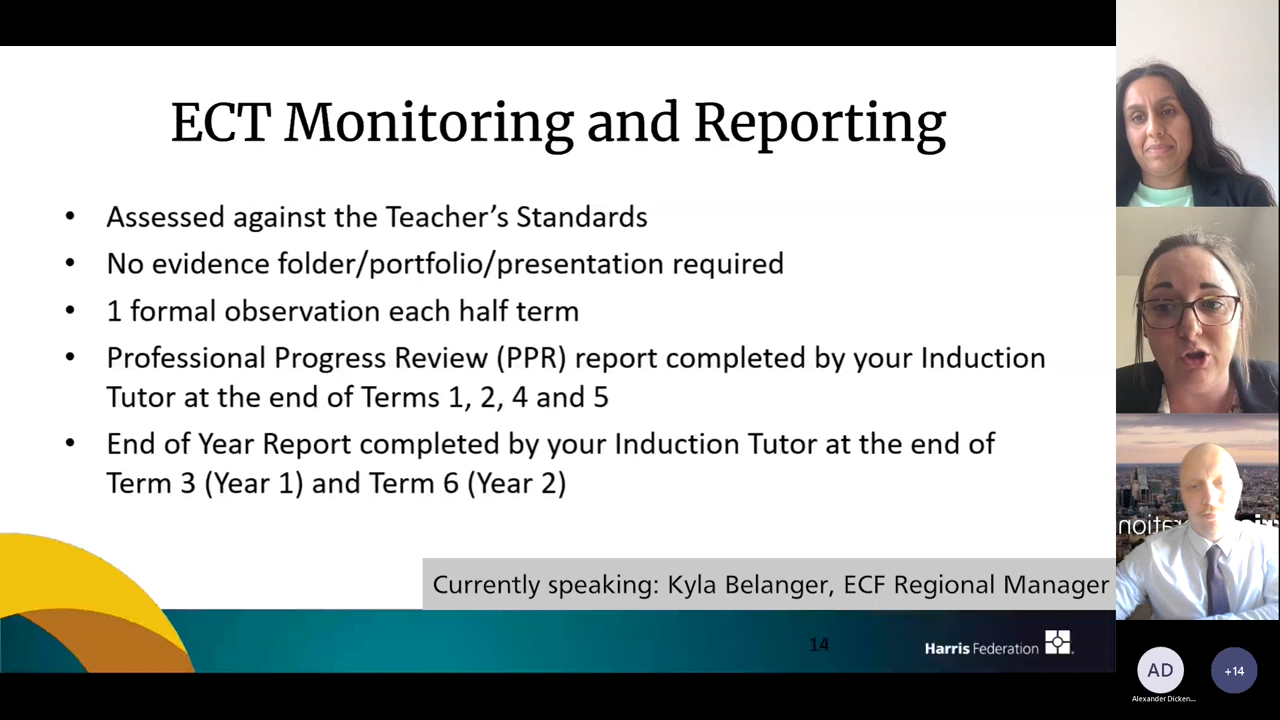 ECT Monitoring and Reporting
• Assessed against the Teacher's Standards
• No evidence folder/portfolio/presentation required
• 1 formal observation each half term
• Professional Progress Review (PPR) report completed by your Induction
Tutor at the end of Terms 1, 2, 4 and 5
• End of Year Report completed by your Induction Tutor at the end of
Term 3 (Year 1) and Term 6 (Year 2)
Currently speaking: Kyla Belanger, ECF Regional Manager
14
Harris Federation
AD
Alexander Dicken...
+14